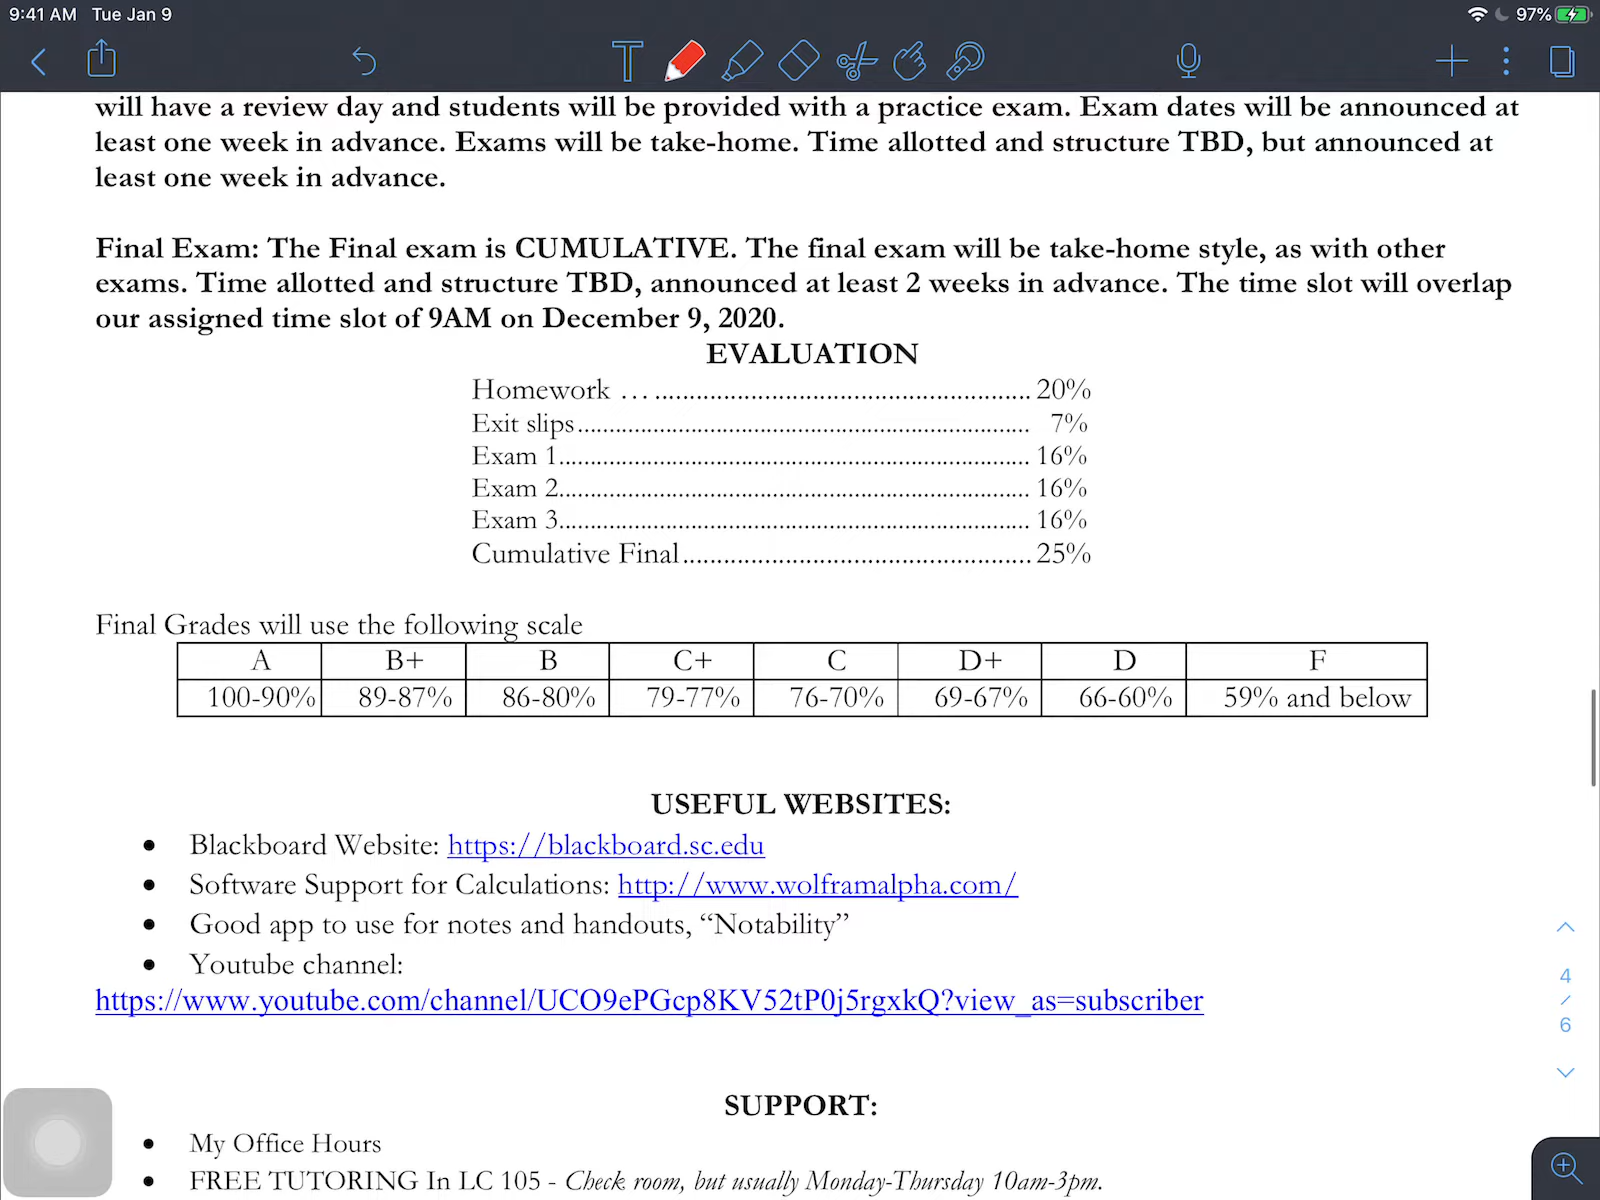 9:41 AM Tue Jan 9
97%
T
will have a review day and students will be provided with a practice exam. Exam dates will be announced at
least one week in advance. Exams will be take-home. Time allotted and structure TBD, but announced at
least one week in advance.
Final Exam: The Final exam is CUMULATIVE. The final exam will be take-home style, as with other
exams. Time allotted and structure TBD, announced at least 2 weeks in advance. The time slot will overlap
our assigned time slot of 9AM on December 9, 2020.
EVALUATION
Homework ........................................................... 20%
Exit slips.................................................................. 7%
Exam 1..................................................................... 16%
Exam 2..................................................................... 16%
Exam 3..................................................................... 16%
Cumulative Final................................................... 25%
Final Grades will use the following scale
A B+ B C+ C D+ D F
100-90% 89-87% 86-80% 79-77% 76-70% 69-67% 66-60% 59% and below
USEFUL WEBSITES:
• Blackboard Website: https://blackboard.sc.edu
• Software Support for Calculations: http://www.wolframalpha.com/
• Good app to use for notes and handouts, “Notability”
• Youtube channel:
https://www.youtube.com/channel/UCO9ePGcp8KV52tP0j5rgxkQ?view_as=subscriber
4
/
6
SUPPORT:
• My Office Hours
• FREE TUTORING In LC 105 - Check room, but usually Monday-Thursday 10am-3pm.